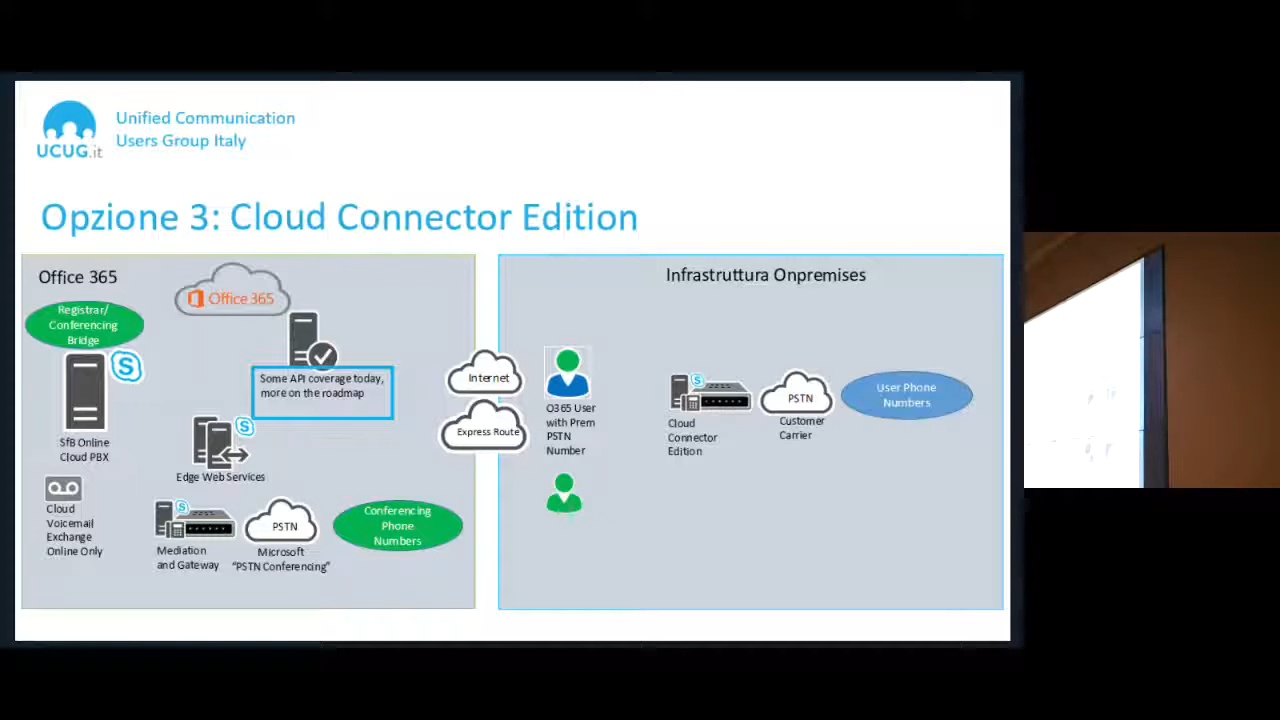 Unified Communication
Users Group Italy
UCUG.it
Opzione 3: Cloud Connector Edition
Office 365
Office 365
Registrar/
Conferencing
Bridge
S
SfB Online
Cloud PBX
Some API coverage today,
more on the roadmap
S
Edge Web Services
Cloud
Voicemail
Exchange
Online Only
S
Mediation
and Gateway
PSTN
Microsoft
“PSTN Conferencing”
Conferencing
Phone
Numbers
Internet
Express Route
Infrastruttura Onpremises
O365 User
with Prem
PSTN
Number
S
Cloud
Connector
Edition
PSTN
Customer
Carrier
User Phone
Numbers